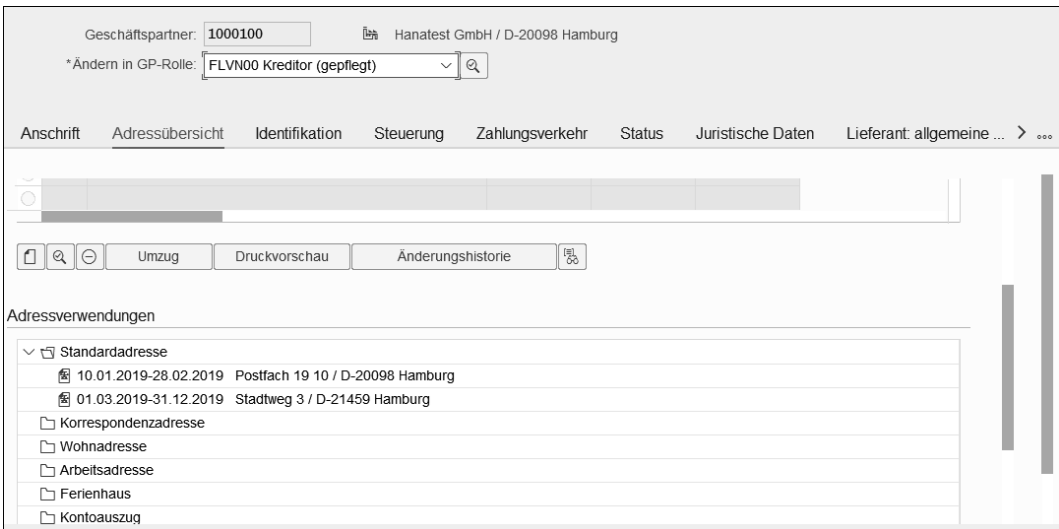 Geschäftspartner: 1000100 Hanatest GmbH / D-20098 Hamburg
*Ändern in GP-Rolle: FLVN00 Kreditor (gepflegt)
Anschrift Adressübersicht Identifikation Steuerung Zahlungsverkehr Status Juristische Daten Lieferant: allgemeine ...
Umzug Druckvorschau Änderungshistorie
Adressverwendungen
Standardadresse
10.01.2019-28.02.2019 Postfach 19 10 / D-20098 Hamburg
01.03.2019-31.12.2019 Stadtweg 3 / D-21459 Hamburg
Korrespondenzadresse
Wohnadresse
Arbeitsadresse
Ferienhaus
Kontoauszug